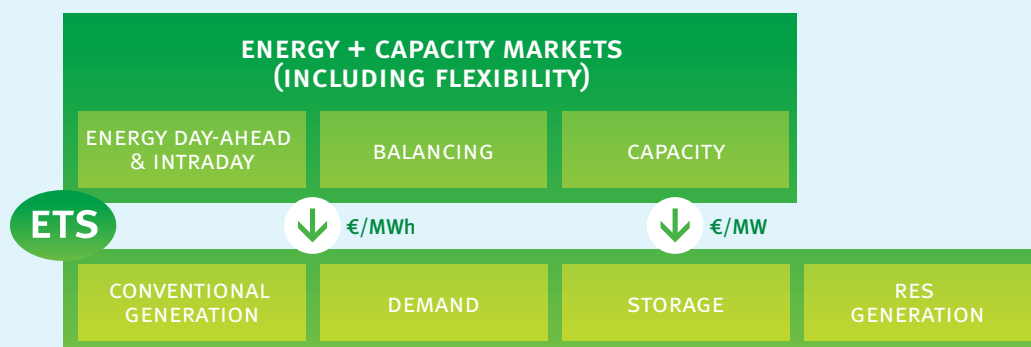 ENERGY + CAPACITY MARKETS
(INCLUDING FLEXIBILITY)
ENERGY DAY-AHEAD
& INTRADAY
BALANCING
CAPACITY
ETS
€/MWh
€/MW
CONVENTIONAL
GENERATION
DEMAND
STORAGE
RES
GENERATION